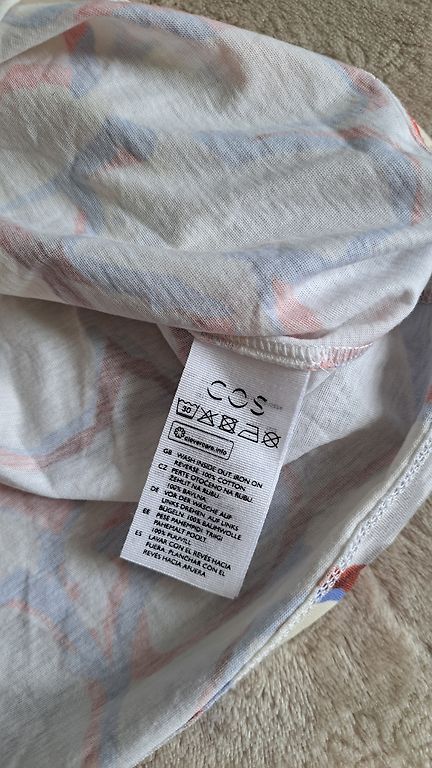 COS
30
clevercare.info
GB WASH INSIDE OUT. IRON ON
REVERSE. 100% COTTON
CZ PERTE OTOČENO NA RUBU.
ŽEHLIT NA RUBU.
100% BAVLNA
DE VOR DER WÄSCHE AUF
LINKS DREHEN. AUF LINKS
BÜGELN. 100% BAUMWOLLE
EE PESE PAHEMPIDI. TRIIGI
PAHEMALT POOLT.
100% PUUVILL
ES LAVAR CON EL REVÉS HACIA
FUERA. PLANCHAR CON EL
REVÉS HACIA AFUERA